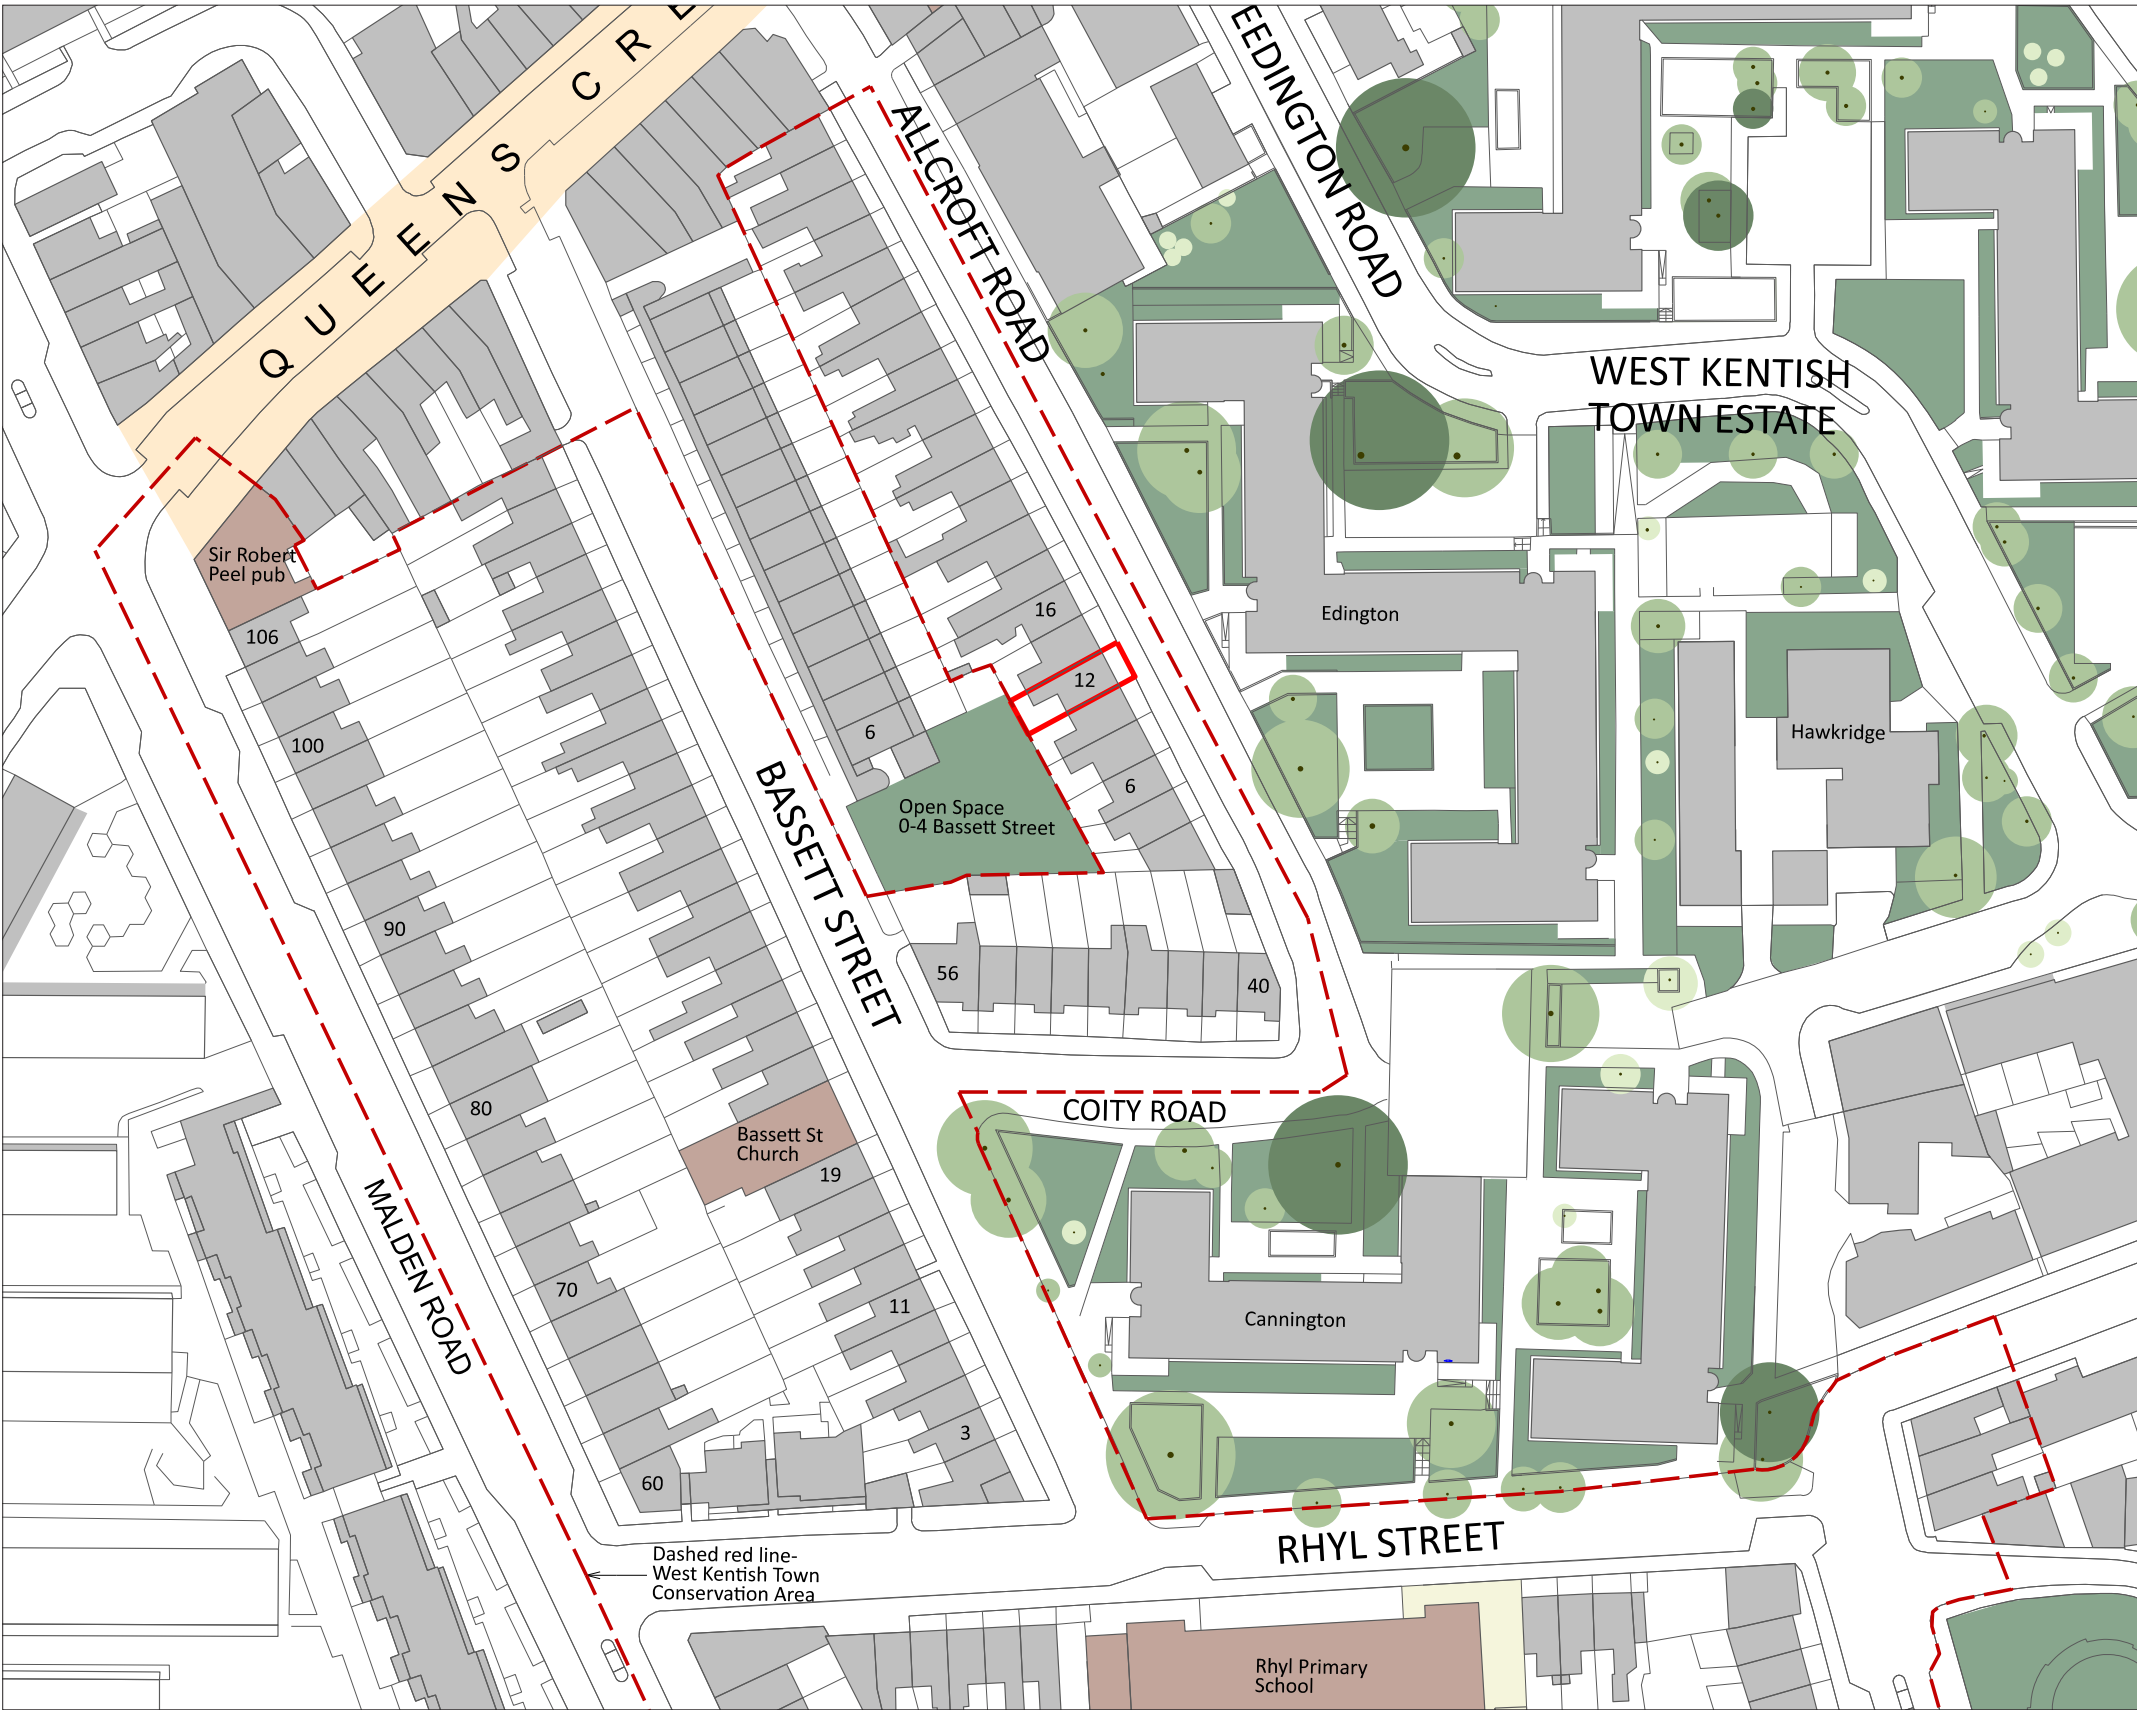 QUEENS CRE
ALLCROFT ROAD
EEDINGTON ROAD
WEST KENTISH
TOWN ESTATE
Sir Robert
Peel pub
106
100
90
80
70
60
16
12
6
6
Edington
Hawkridge
Open Space
0-4 Bassett Street
BASSETT STREET
56
40
COITY ROAD
Bassett St
Church
19
11
3
Cannington
MALDEN ROAD
RHYL STREET
Dashed red line-
West Kentish Town
Conservation Area
Rhyl Primary
School